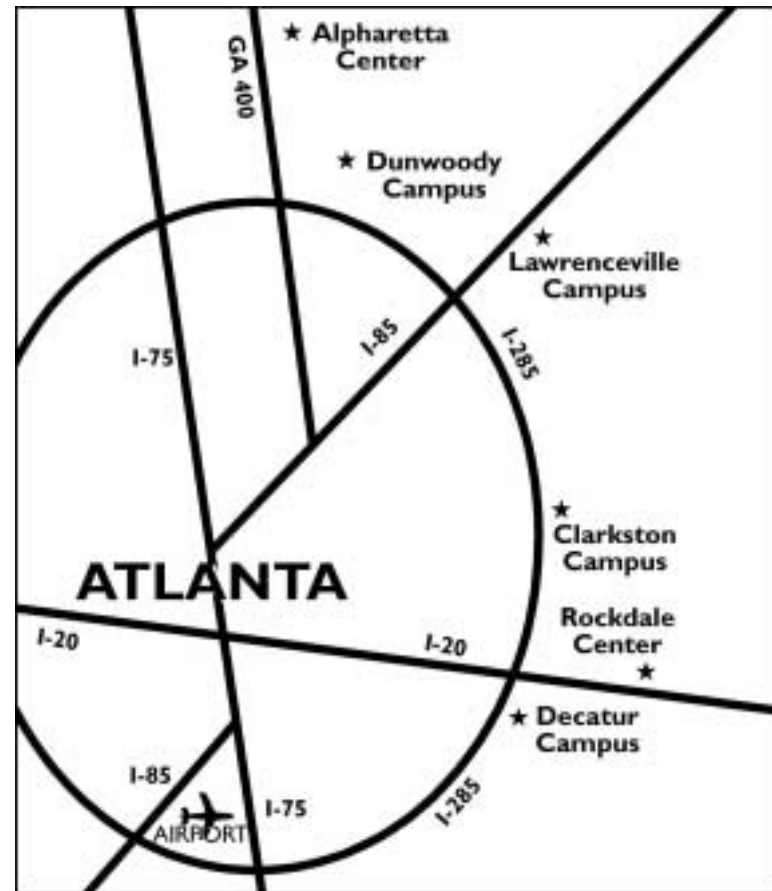 Alpharetta
Center
GA 400
Dunwoody
Campus
Lawrenceville
Campus
I-85
I-285
I-75
Clarkston
Campus
ATLANTA
Rockdale
Center
I-20
I-20
Decatur
Campus
I-85
I-285
I-75
AIRPORT